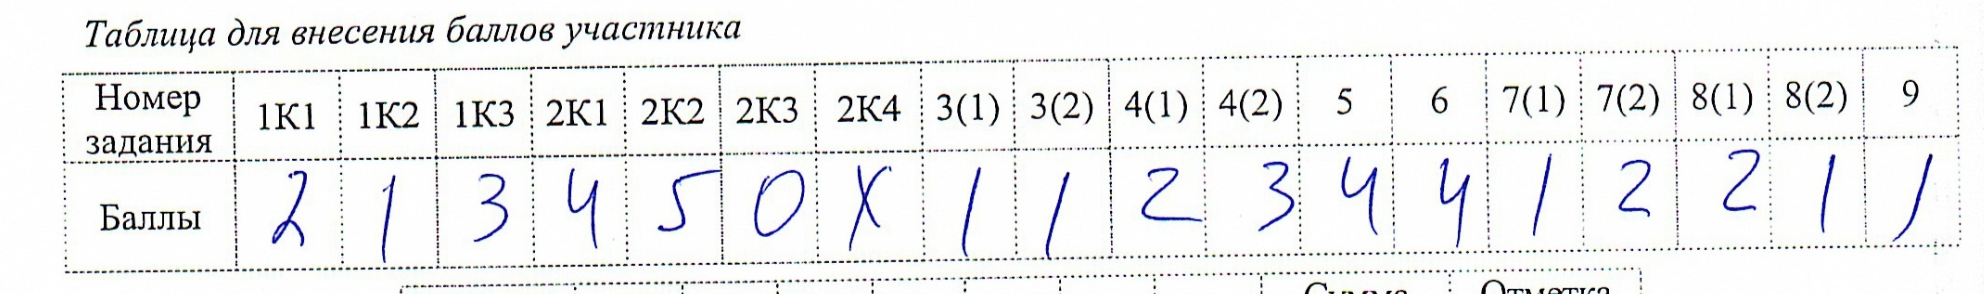 Таблица для внесения баллов участника
Номер задания 1К1 1К2 1К3 2К1 2К2 2К3 2К4 3(1) 3(2) 4(1) 4(2) 5 6 7(1) 7(2) 8(1) 8(2) 9
Баллы 2 1 3 4 5 0 X 1 1 2 3 4 4 1 2 2 1 1
Сумма Отметка